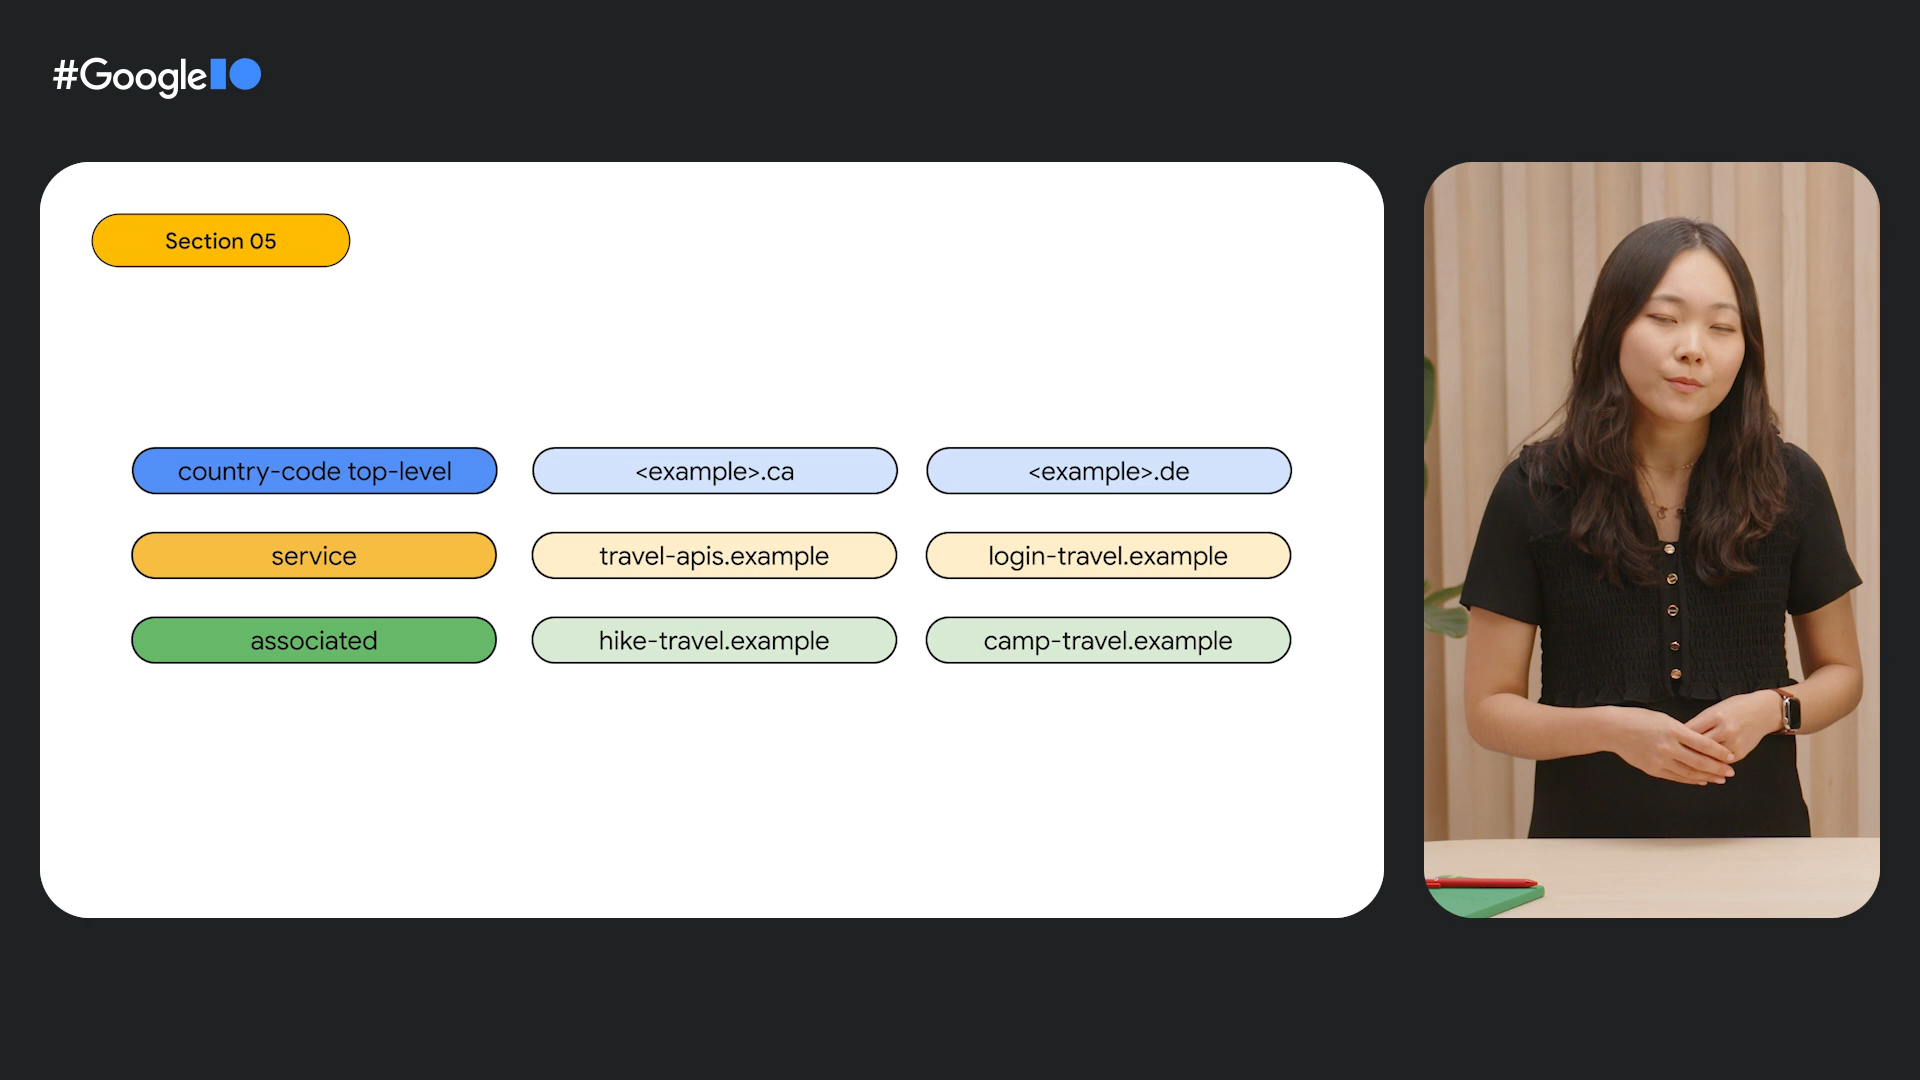 #GoogleIO
Section 05
country-code top-level <example>.ca <example>.de
service travel-apis.example login-travel.example
associated hike-travel.example camp-travel.example